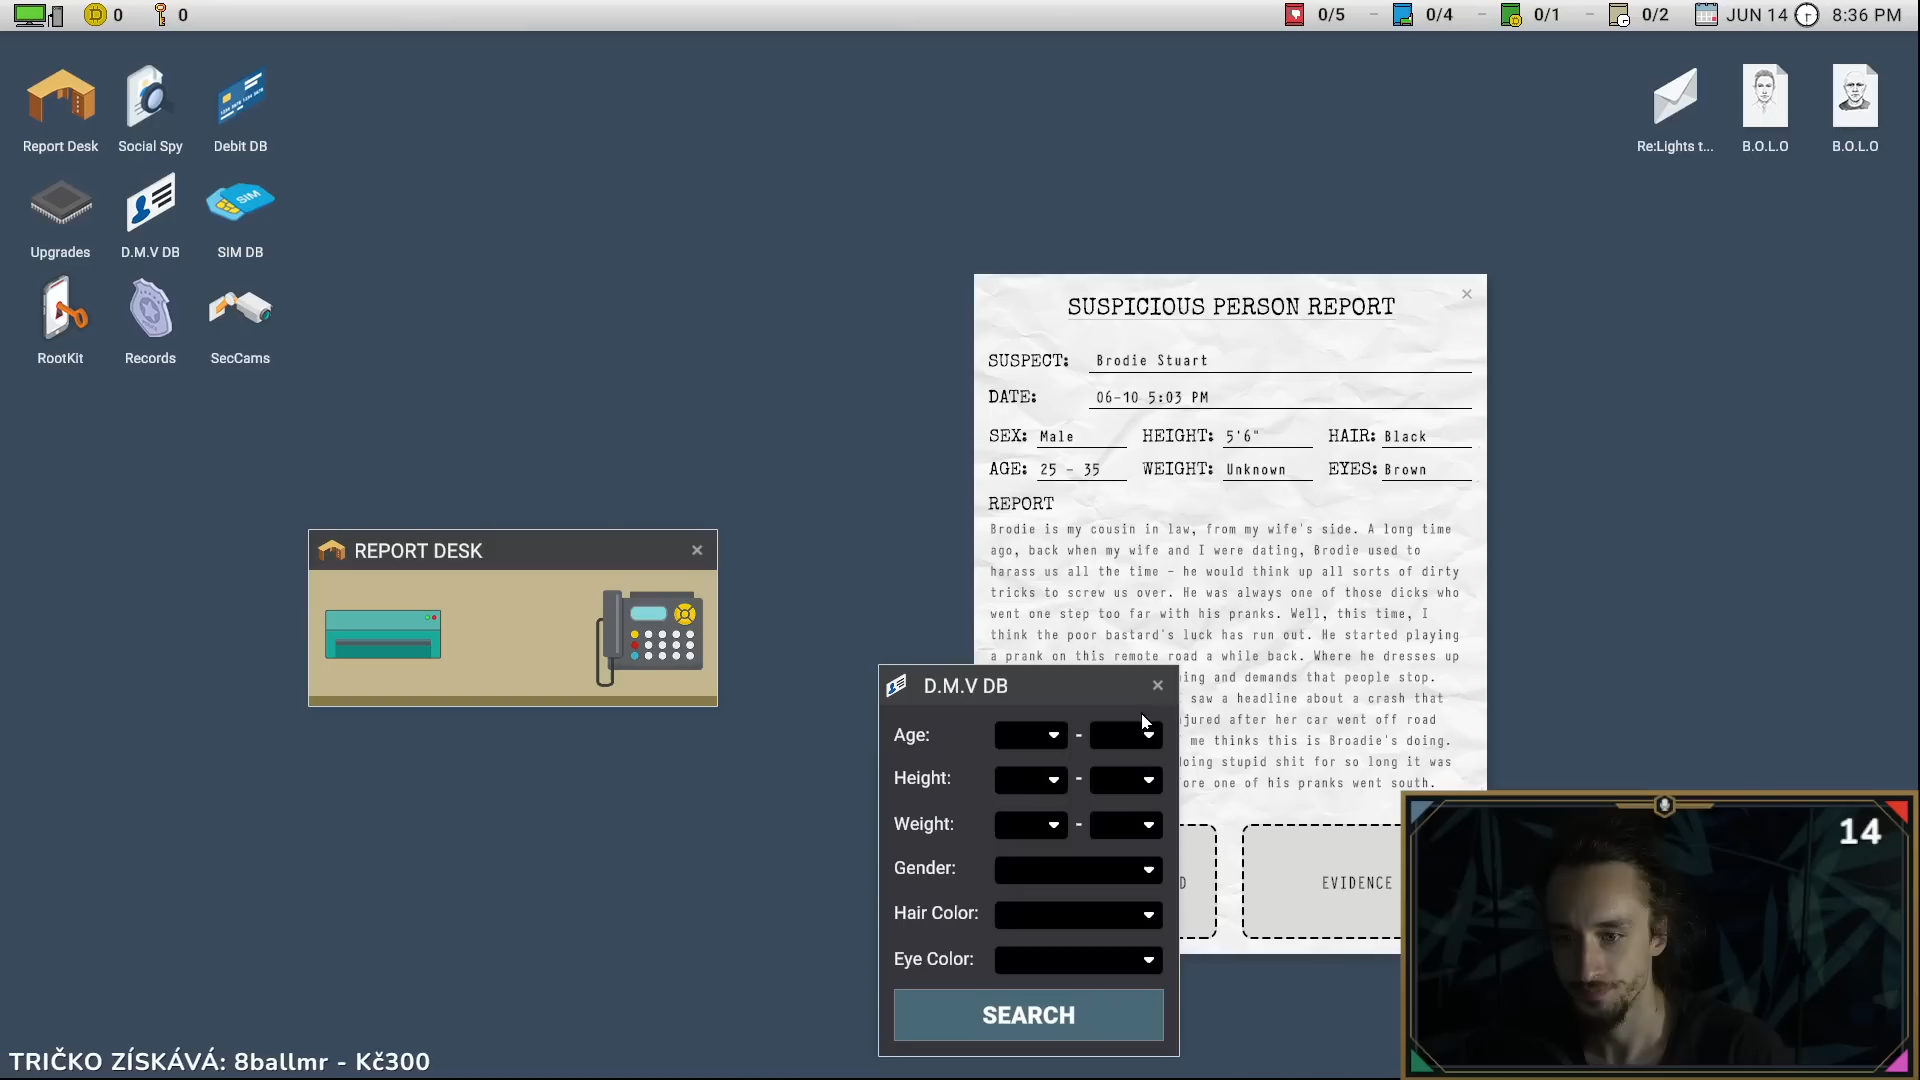 0 0 0/5 - 0/4 - 0/1 - 0/2 JUN 14 8:36 PM
Report Desk Social Spy Debit DB
Upgrades D.M.V DB SIM DB
RootKit Records SecCams
Re:Lights t... B.O.L.O B.O.L.O
SUSPICIOUS PERSON REPORT
SUSPECT: Brodie Stuart
DATE: 06-10 5:03 PM
SEX: Male HEIGHT: 5'6" HAIR: Black
AGE: 25 - 35 WEIGHT: Unknown EYES: Brown
REPORT
Brodie is my cousin in law, from my wife's side. A long time
ago, back when my wife and I were dating, Brodie used to
harass us all the time - he would think up all sorts of dirty
tricks to screw us over. He was always one of those dicks who
went one step too far with his pranks. Well, this time, I
think the poor bastard's luck has run out. He started playing
a prank on this remote road a while back. Where he dresses up
and demands that people stop.
saw a headline about a crash that
after her car went off road
me thinks this is Broadie's doing.
stupid shit for so long it was
one of his pranks went south.
EVIDENCE
REPORT DESK
D.M.V DB
Age: -
Height: -
Weight: -
Gender:
Hair Color:
Eye Color:
SEARCH
14
TRIČKO ZÍSKÁVÁ: 8ballmr - Kč300